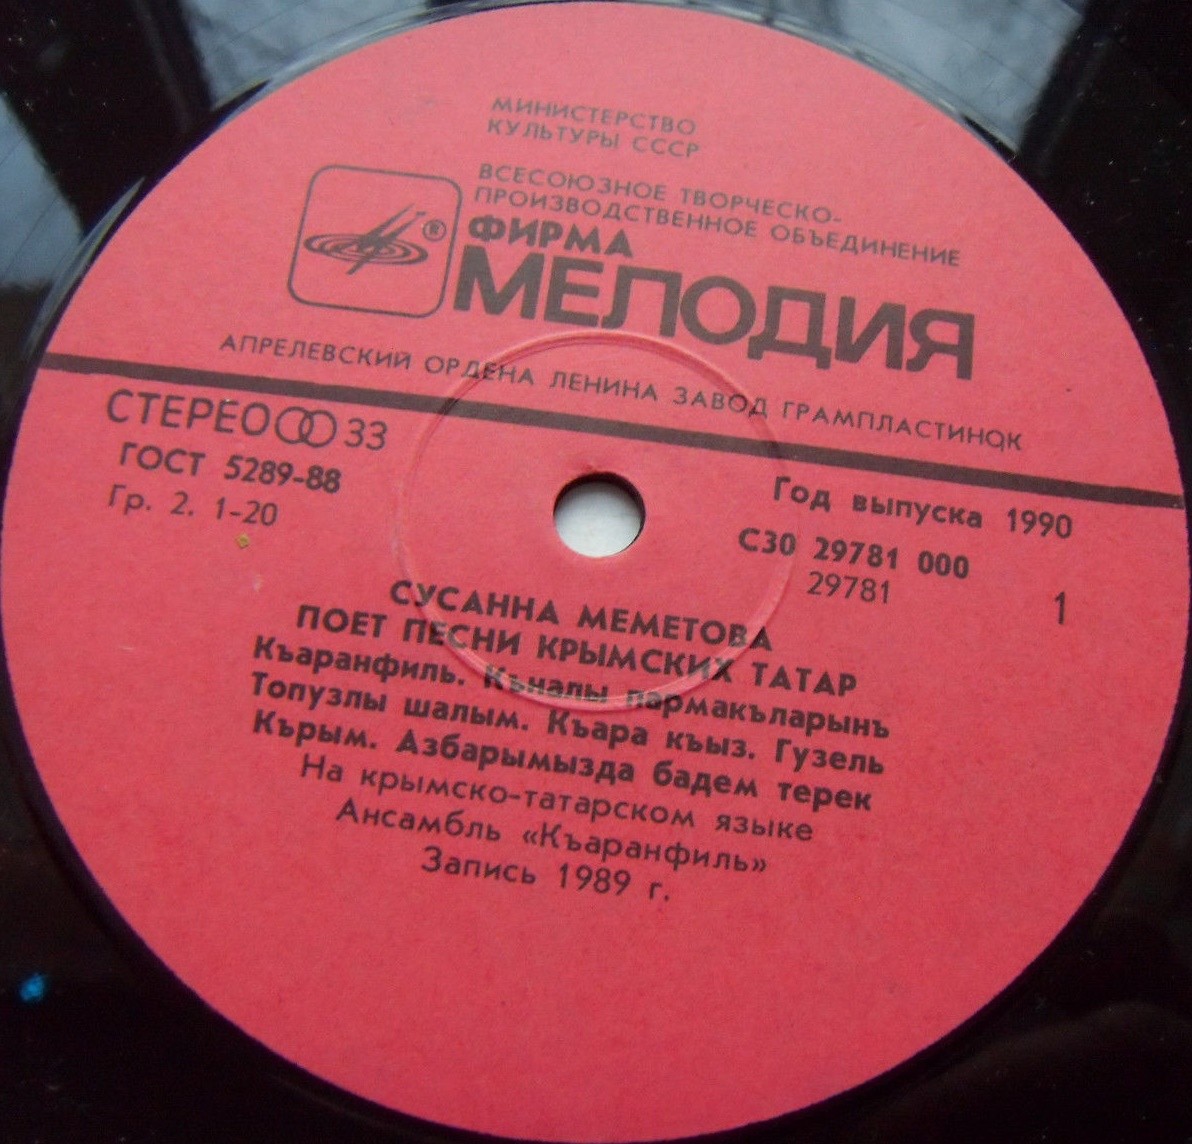 МИНИСТЕРСТВО
КУЛЬТУРЫ СССР
ВСЕСОЮЗНОЕ ТВОРЧЕСКО-
ПРОИЗВОДСТВЕННОЕ ОБЪЕДИНЕНИЕ
ФИРМА
®
МЕЛОДИЯ
АПРЕЛЕВСКИЙ ОРДЕНА ЛЕНИНА ЗАВОД ГРАМПЛАСТИНОК
СТЕРЕО 33
ГОСТ 5289-88
Гр. 2. 1-20
Год выпуска 1990
С30 29781 000
29781
1
СУСАННА МЕМЕТОВА
ПОЕТ ПЕСНИ КРЫМСКИХ ТАТАР
Къаранфиль. Къналы пармакъларынъ
Топузлы шалым. Къара къыз. Гузель
Кърым. Азбарымызда бадем терек
На крымско-татарском языке
Ансамбль «Къаранфиль»
Запись 1989 г.